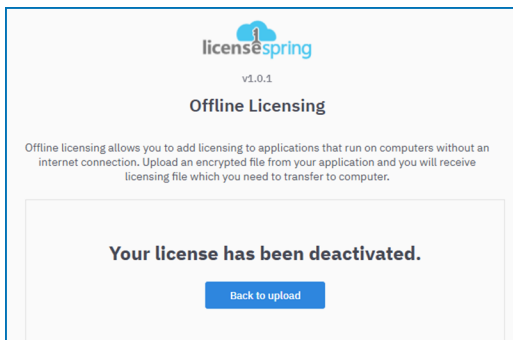 licensespring
v1.0.1
Offline Licensing
Offline licensing allows you to add licensing to applications that run on computers without an
internet connection. Upload an encrypted file from your application and you will receive
licensing file which you need to transfer to computer.
Your license has been deactivated.
Back to upload